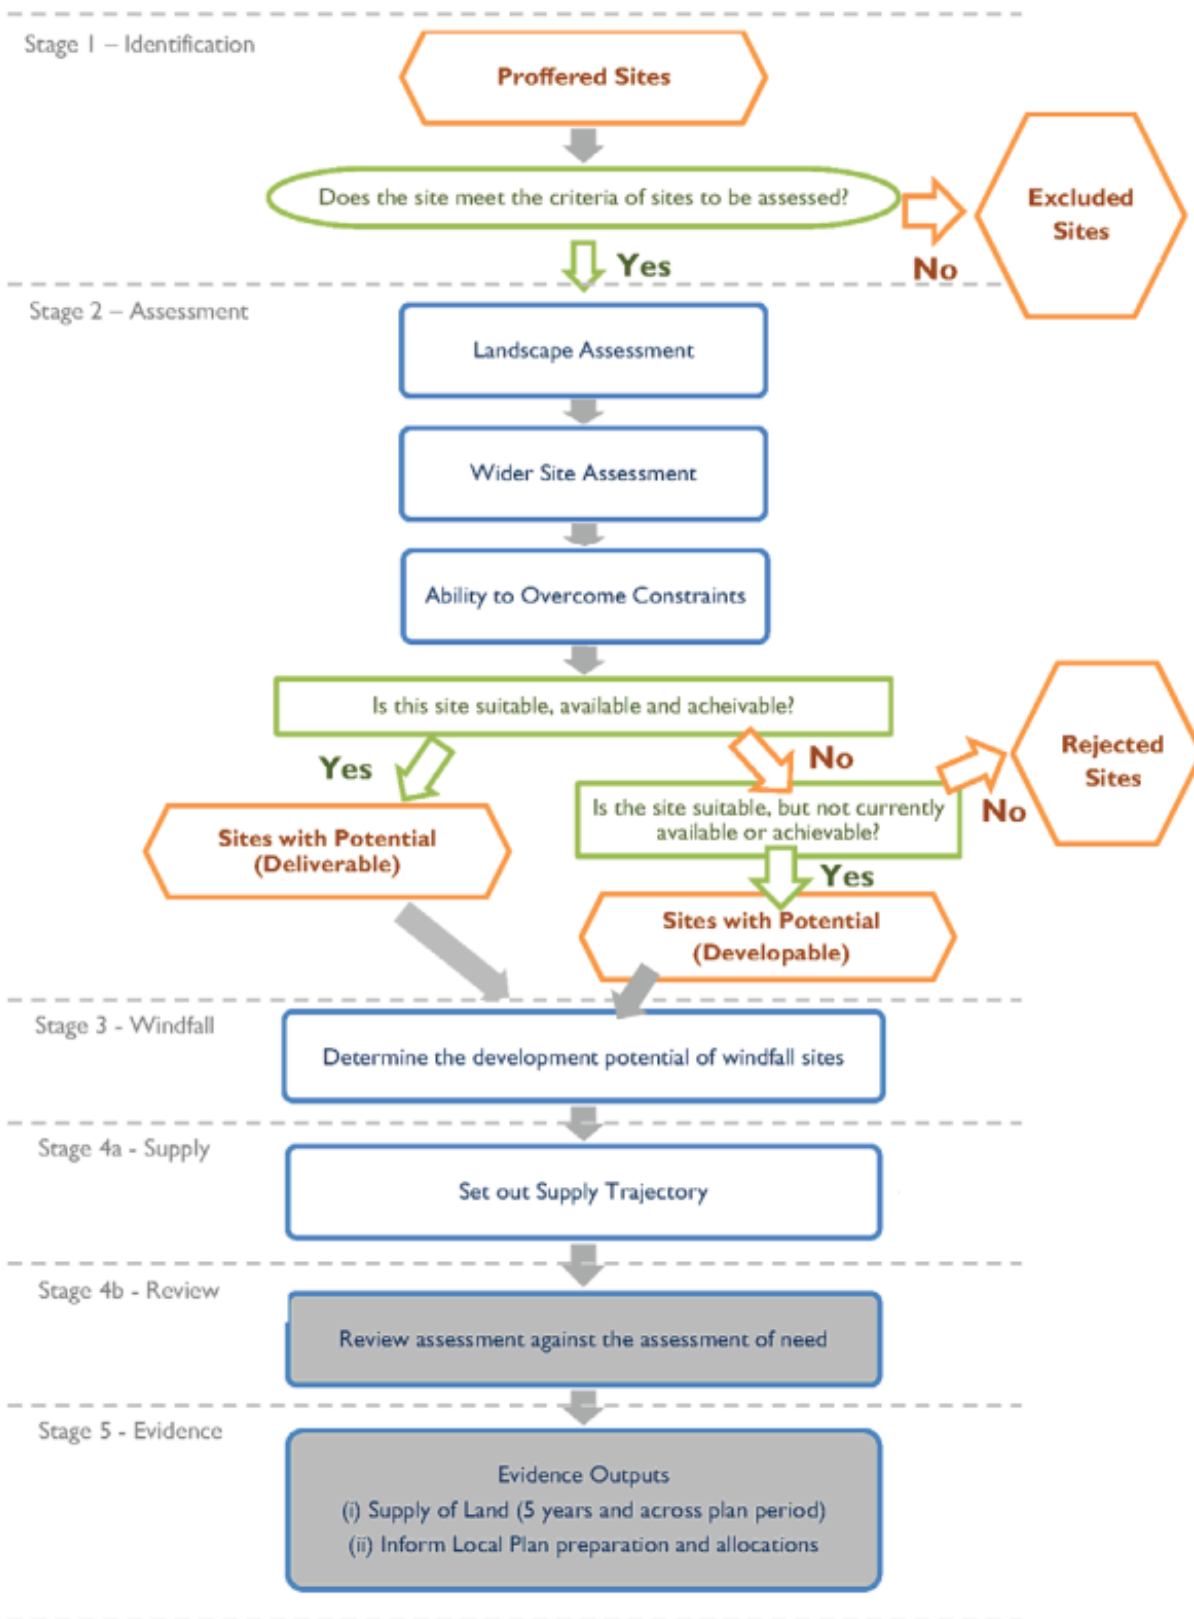 Stage 1 – Identification
Proffered Sites
Does the site meet the criteria of sites to be assessed?
Excluded
Sites
Yes
No
Stage 2 – Assessment
Landscape Assessment
Wider Site Assessment
Ability to Overcome Constraints
Is this site suitable, available and acheivable?
Yes
No
Rejected
Sites
Is the site suitable, but not currently
available or achievable?
No
Sites with Potential
(Deliverable)
Yes
Sites with Potential
(Developable)
Stage 3 - Windfall
Determine the development potential of windfall sites
Stage 4a - Supply
Set out Supply Trajectory
Stage 4b - Review
Review assessment against the assessment of need
Stage 5 - Evidence
Evidence Outputs
(i) Supply of Land (5 years and across plan period)
(ii) Inform Local Plan preparation and allocations